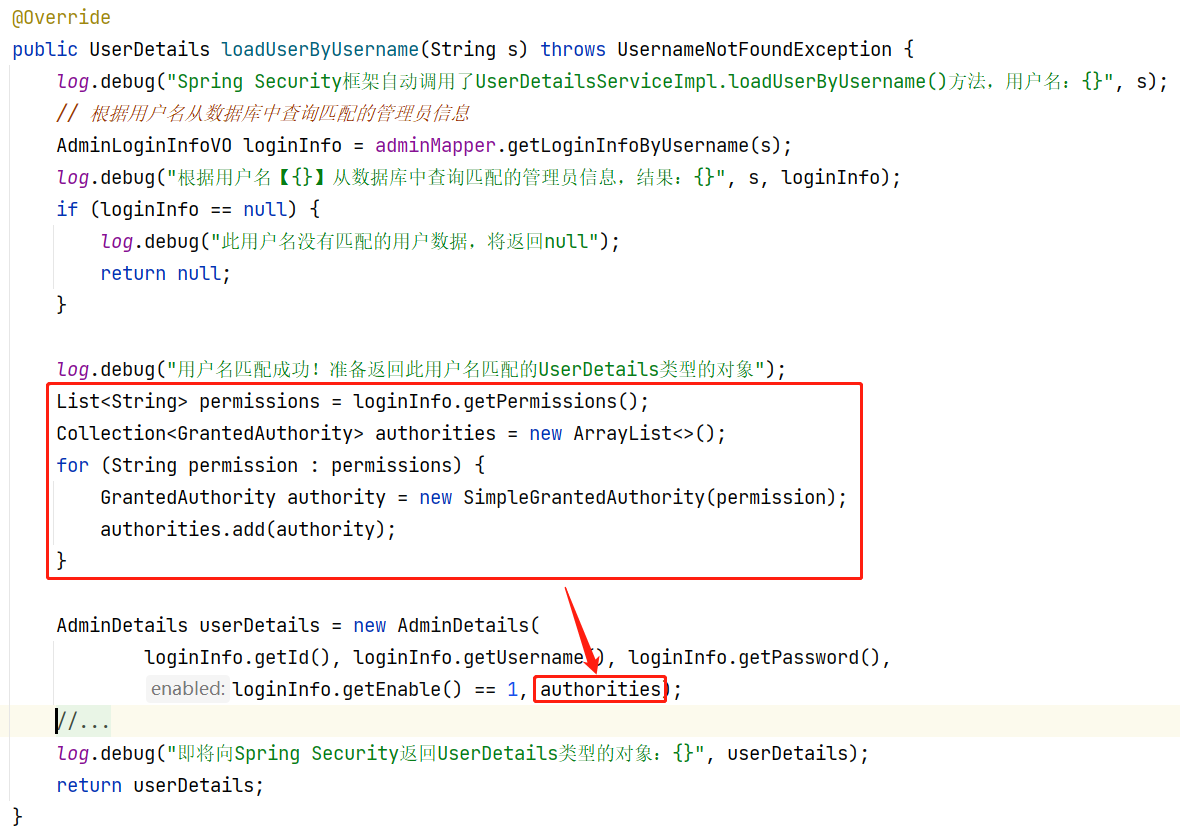 @Override
public UserDetails loadUserByUsername(String s) throws UsernameNotFoundException {
log.debug("Spring Security框架自动调用了UserDetailsServiceImpl.loadUserByUsername()方法，用户名：{}", s);
// 根据用户名从数据库中查询匹配的管理员信息
AdminLoginInfoVO loginInfo = adminMapper.getLoginInfoByUsername(s);
log.debug("根据用户名【{}】从数据库中查询匹配的管理员信息，结果：{}", s, loginInfo);
if (loginInfo == null) {
log.debug("此用户名没有匹配的用户数据，将返回null");
return null;
}
log.debug("用户名匹配成功！准备返回此用户名匹配的UserDetails类型的对象");
List<String> permissions = loginInfo.getPermissions();
Collection<GrantedAuthority> authorities = new ArrayList<>();
for (String permission : permissions) {
GrantedAuthority authority = new SimpleGrantedAuthority(permission);
authorities.add(authority);
}
AdminDetails userDetails = new AdminDetails(
loginInfo.getId(), loginInfo.getUsername(), loginInfo.getPassword(),
enabled: loginInfo.getEnable() == 1, authorities);
//...
log.debug("即将向Spring Security返回UserDetails类型的对象：{}", userDetails);
return userDetails;
}